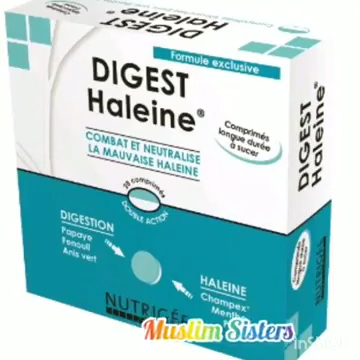 Formule exclusive
DIGEST
Haleine®
COMBAT ET NEUTRALISE
LA MAUVAISE HALEINE
Comprimés
longue durée
à sucer
comprimés
DOUBLE ACTION
DIGESTION
Papaye
Fenouil
Anis vert
HALEINE
Champex
Menthe
NUTRIGÉE
Muslim Sisters
DIGEST
Haleine®